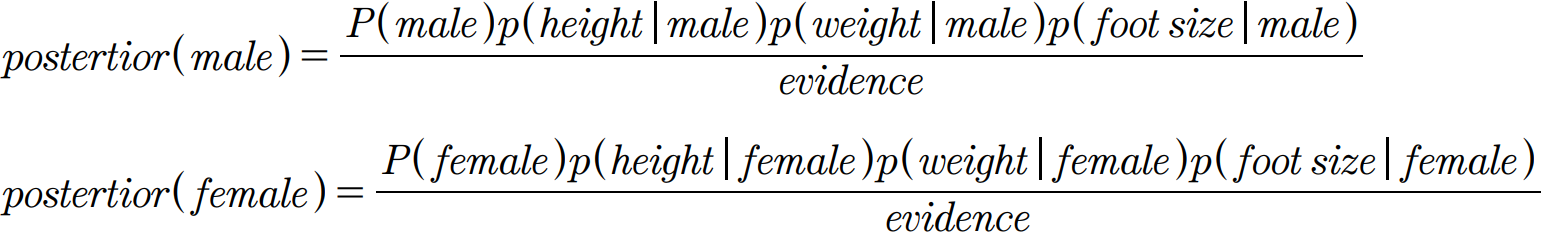 postertior(male) = P(male)p(height|male)p(weight|male)p(foot size|male) / evidence
postertior(female) = P(female)p(height|female)p(weight|female)p(foot size|female) / evidence